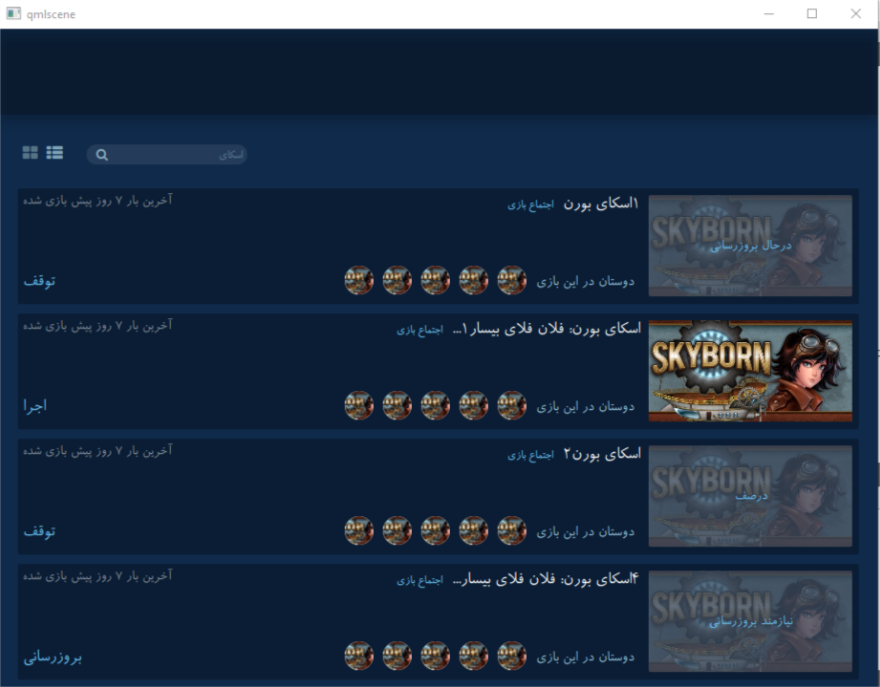 qmlscene
اسکای
۱اسکای بورن اجتماع بازی آخرین بار ۷ روز پیش بازی شده
SKYBORN
درحال بروزرسانی
دوستان در این بازی توقف
اسکای بورن: فلان فلای بیسار۱... اجتماع بازی آخرین بار ۷ روز پیش بازی شده
SKYBORN
دوستان در این بازی اجرا
اسکای بورن۲ اجتماع بازی آخرین بار ۷ روز پیش بازی شده
SKYBORN
درصف
دوستان در این بازی توقف
۴اسکای بورن: فلان فلای بیسار... اجتماع بازی آخرین بار ۷ روز پیش بازی شده
SKYBORN
نیازمند بروزرسانی
دوستان در این بازی بروزرسانی